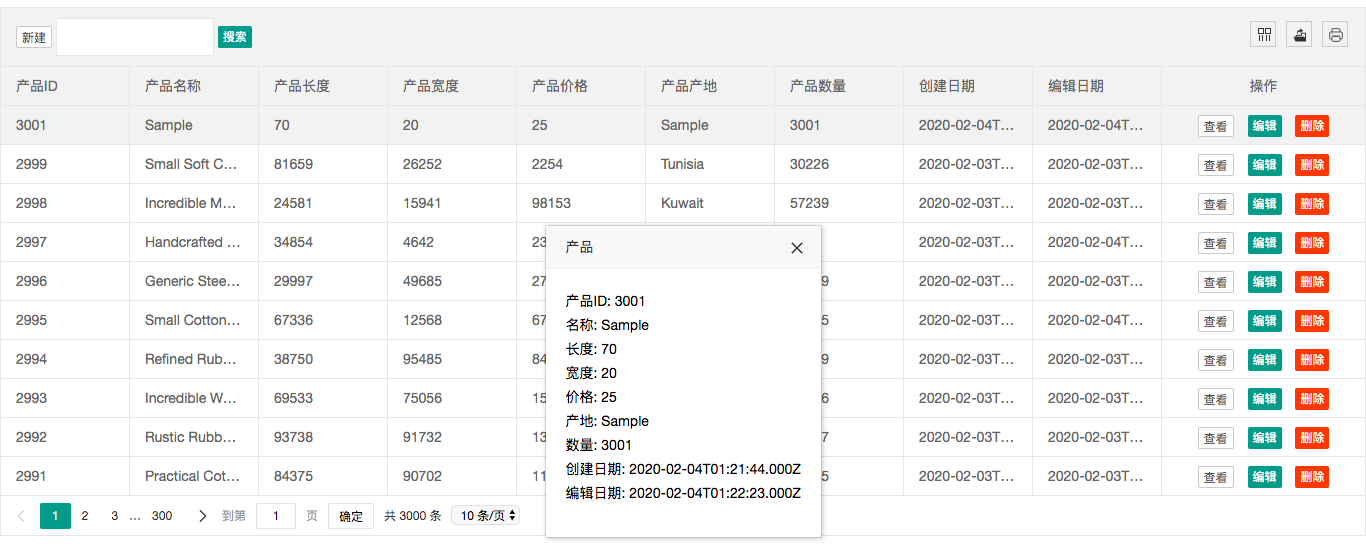 新建 搜索
产品ID 产品名称 产品长度 产品宽度 产品价格 产品产地 产品数量 创建日期 编辑日期 操作
3001 Sample 70 20 25 Sample 3001 2020-02-04T... 2020-02-04T... 查看 编辑 删除
2999 Small Soft C... 81659 26252 2254 Tunisia 30226 2020-02-03T... 2020-02-03T... 查看 编辑 删除
2998 Incredible M... 24581 15941 98153 Kuwait 57239 2020-02-03T... 2020-02-03T... 查看 编辑 删除
2997 Handcrafted ... 34854 4642 23 2020-02-03T... 2020-02-04T... 查看 编辑 删除
2996 Generic Stee... 29997 49685 27 9 2020-02-03T... 2020-02-03T... 查看 编辑 删除
2995 Small Cotton... 67336 12568 67 5 2020-02-03T... 2020-02-04T... 查看 编辑 删除
2994 Refined Rub... 38750 95485 84 9 2020-02-03T... 2020-02-03T... 查看 编辑 删除
2993 Incredible W... 69533 75056 15 6 2020-02-03T... 2020-02-03T... 查看 编辑 删除
2992 Rustic Rubb... 93738 91732 13 7 2020-02-03T... 2020-02-03T... 查看 编辑 删除
2991 Practical Cot... 84375 90702 11 5 2020-02-03T... 2020-02-03T... 查看 编辑 删除
产品
产品ID: 3001
名称: Sample
长度: 70
宽度: 20
价格: 25
产地: Sample
数量: 3001
创建日期: 2020-02-04T01:21:44.000Z
编辑日期: 2020-02-04T01:22:23.000Z
1 2 3 ... 300 到第 1 页 确定 共 3000 条 10 条/页